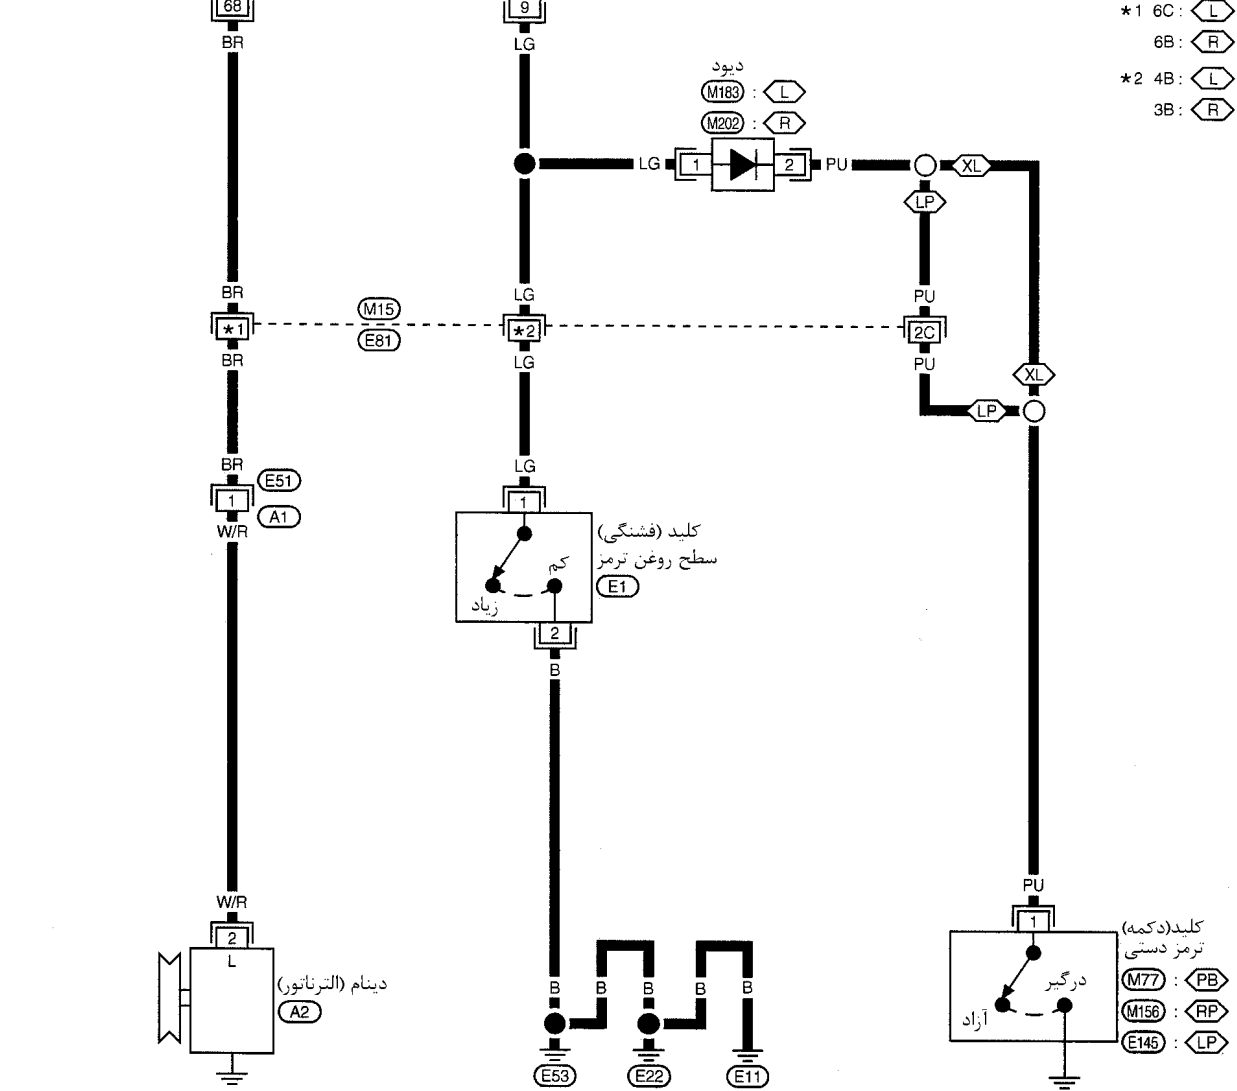 68
9
*1 6C : L
BR
LG
6B : R
دیود
*2 4B : L
M183 : L
3B : R
M202 : R
LG 1 2 PU XL
LP
BR
LG
PU
M15
*1
*2
2C
E81
BR
LG
PU
XL
LP
BR
LG
E51
1
1
A1
W/R
کلید (فشنگی)
سطح روغن ترمز
کم
E1
زیاد
2
B
PU
W/R
1
کلید(دکمه)
2
ترمز دستی
L
درگیر
M77 : PB
دینام (الترناتور)
B B B B B
A2
آزاد
M156 : RP
E145 : LP
E53
E22
E11